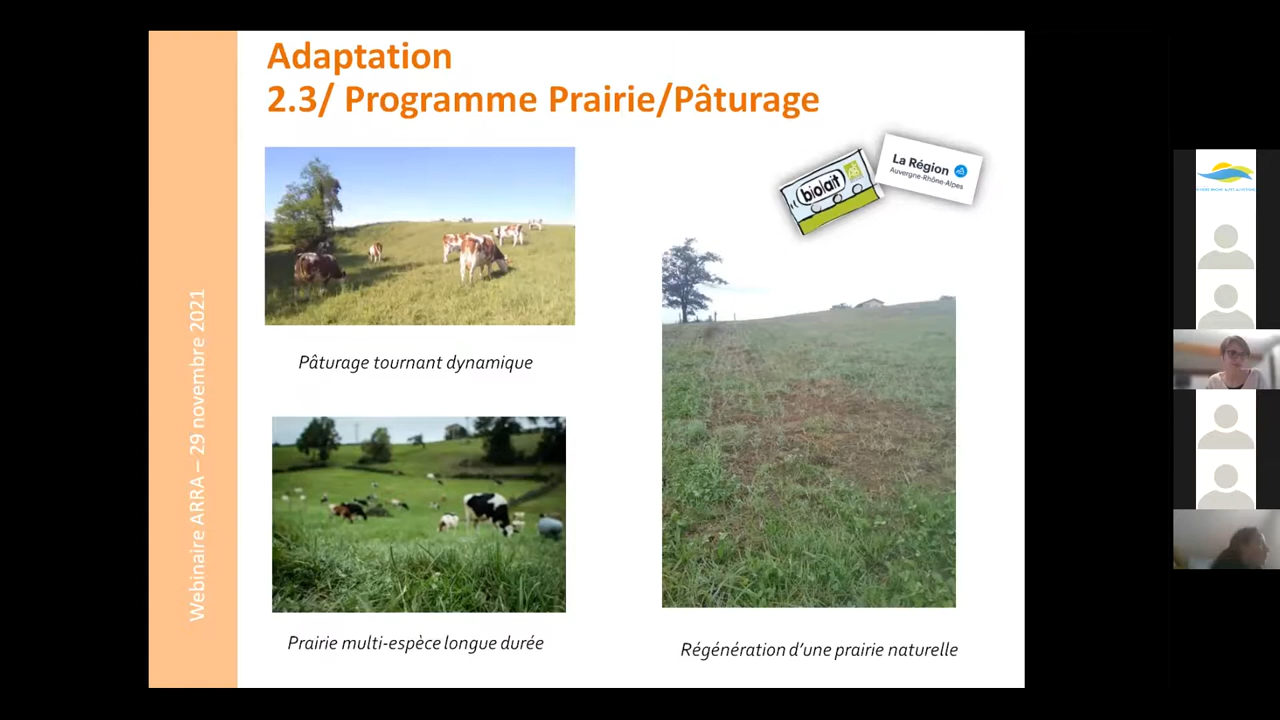 Adaptation
2.3/ Programme Prairie/Pâturage
biolait
AB
La Région
Auvergne-Rhône-Alpes
Pâturage tournant dynamique
Prairie multi-espèce longue durée
Régénération d'une prairie naturelle
Webinaire ARRA – 29 novembre 2021